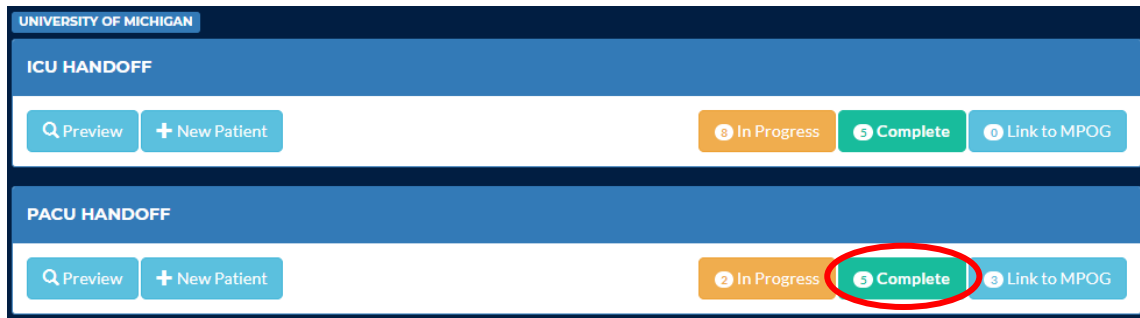 UNIVERSITY OF MICHIGAN
ICU HANDOFF
Preview New Patient 8 In Progress 5 Complete 0 Link to MPOG
PACU HANDOFF
Preview New Patient 2 In Progress 5 Complete 3 Link to MPOG